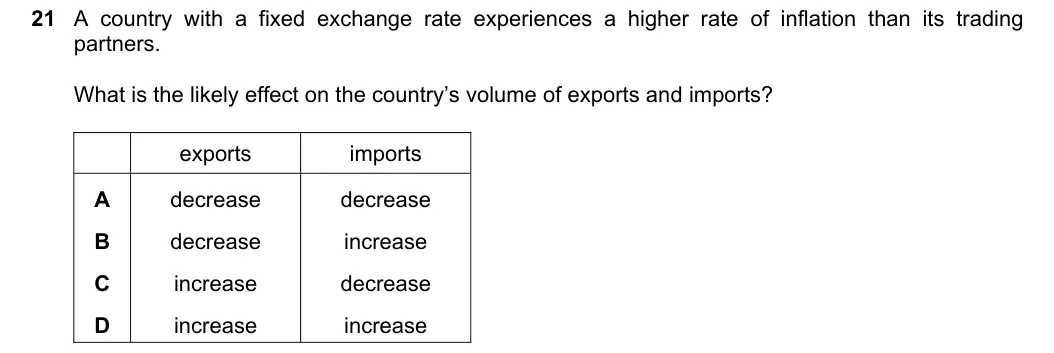 21 A country with a fixed exchange rate experiences a higher rate of inflation than its trading
partners.
What is the likely effect on the country's volume of exports and imports?
exports imports
A decrease decrease
B decrease increase
C increase decrease
D increase increase